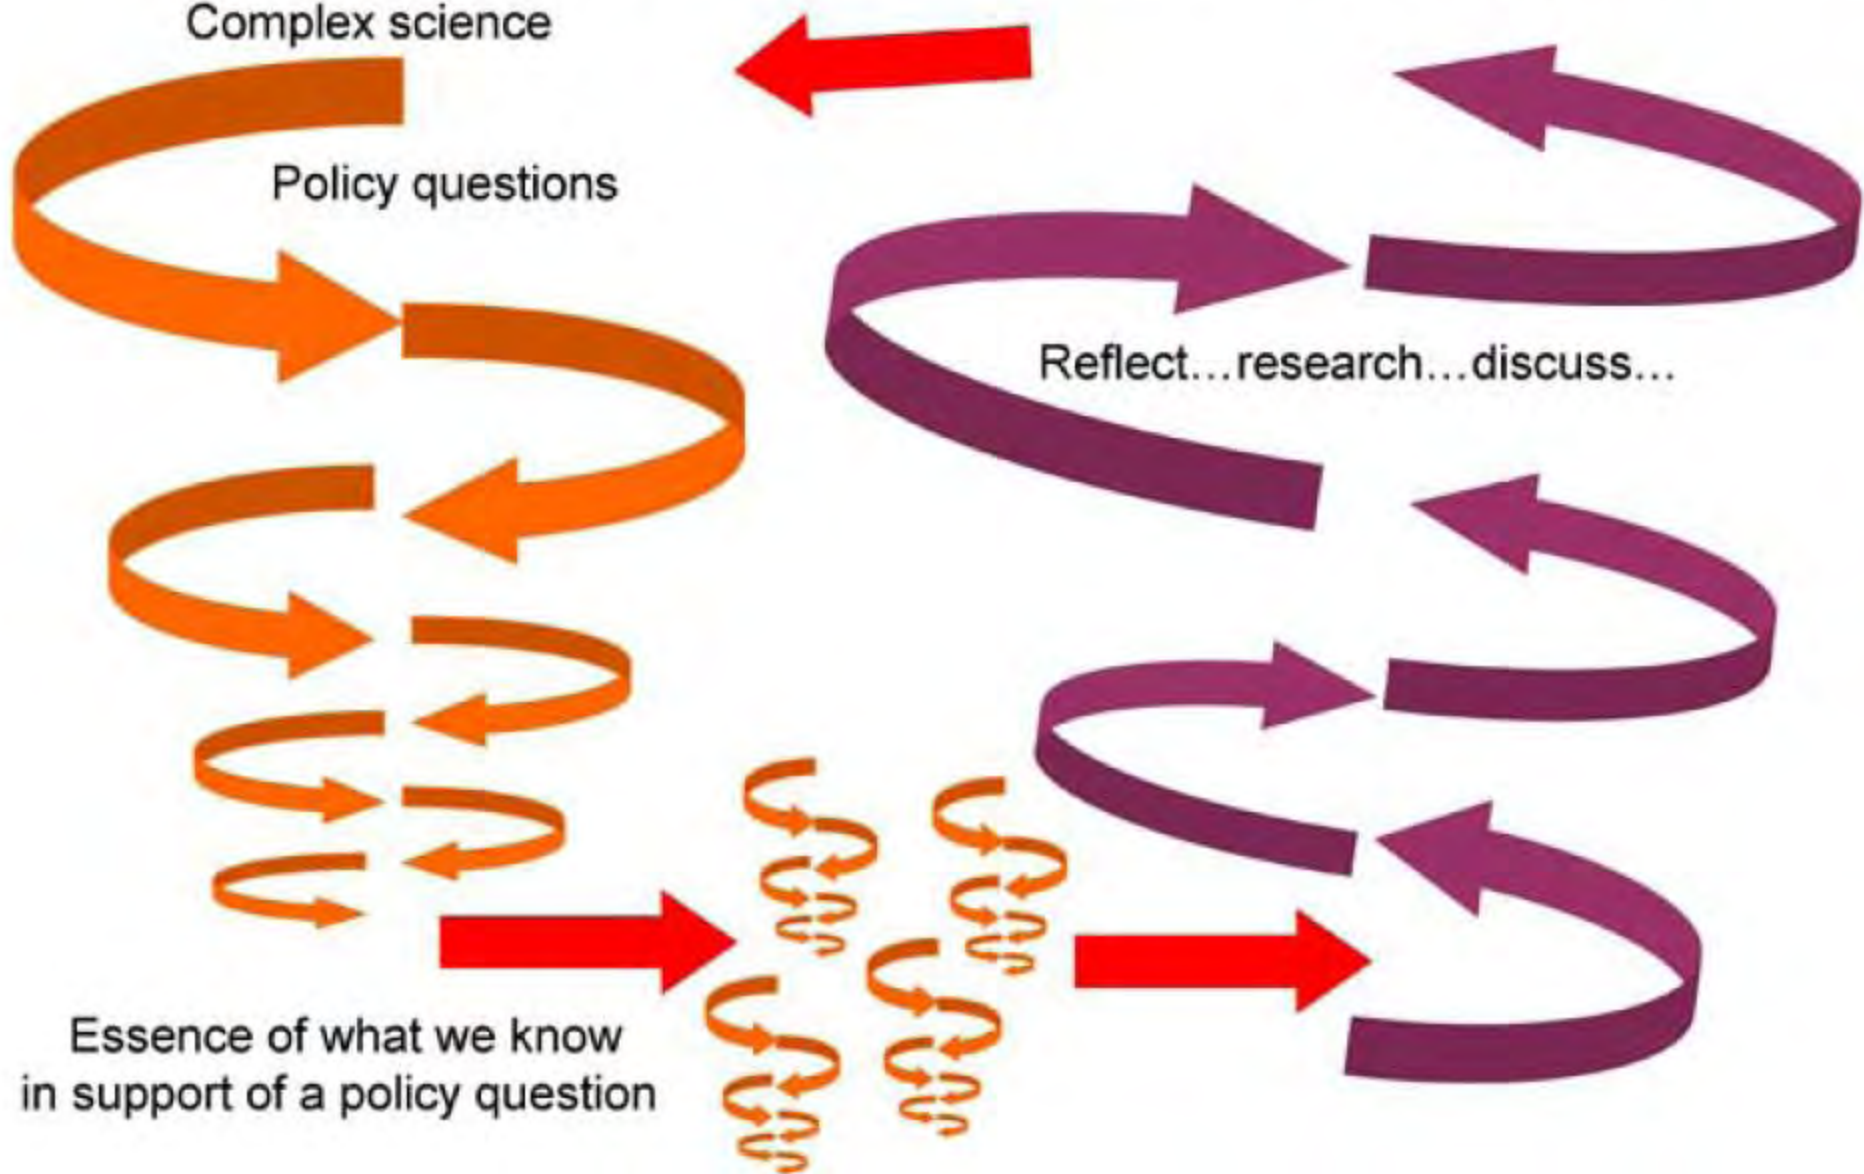 Complex science
Policy questions
Reflect…research…discuss…
Essence of what we know
in support of a policy question